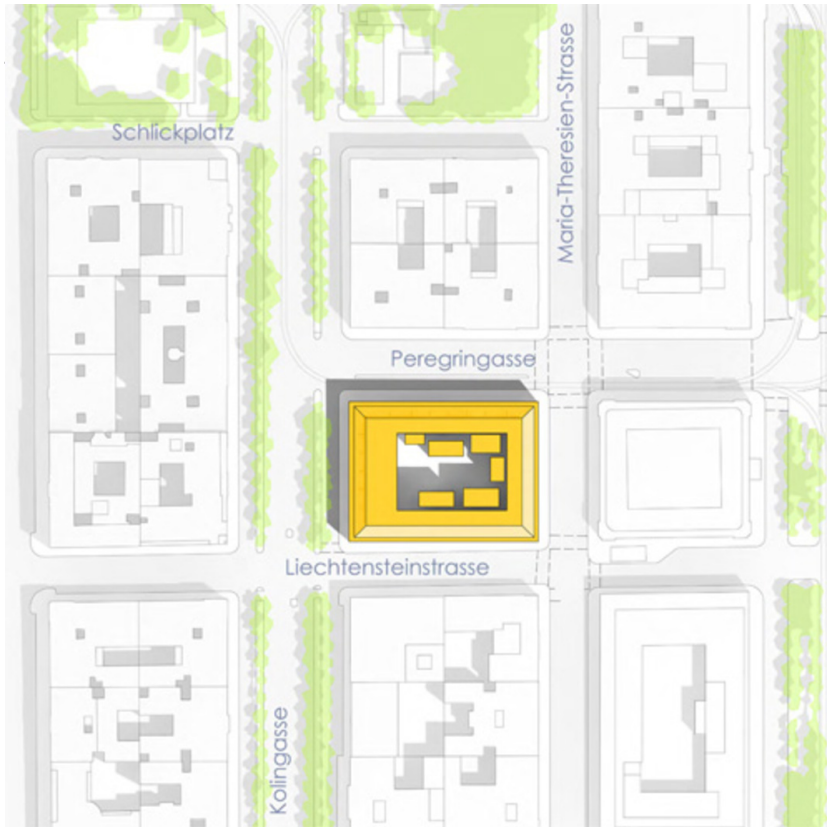 Maria-Theresien-Strasse
Schlickplatz
Peregringasse
Liechtensteinstrasse
Kolingasse